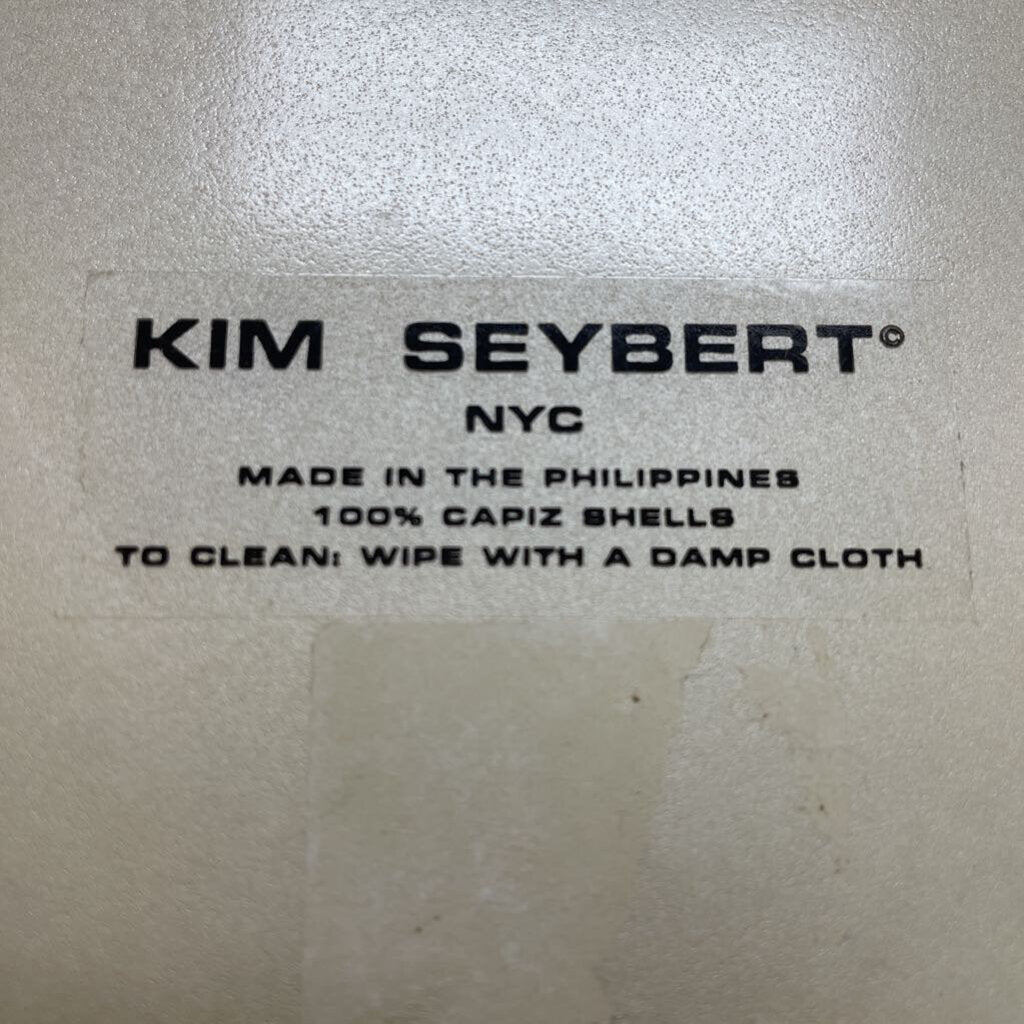 KIM SEYBERT©
NYC
MADE IN THE PHILIPPINES
100% CAPIZ SHELLS
TO CLEAN: WIPE WITH A DAMP CLOTH